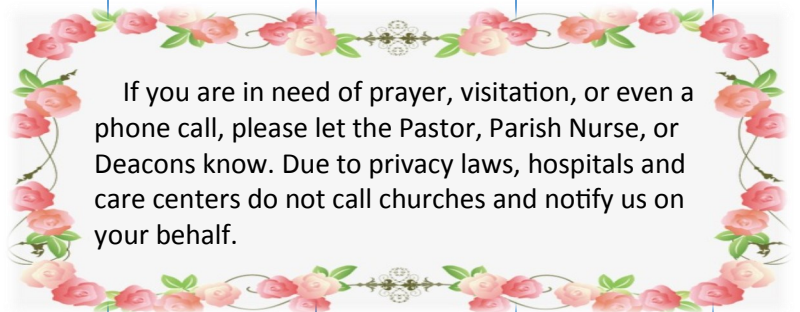 If you are in need of prayer, visitation, or even a
phone call, please let the Pastor, Parish Nurse, or
Deacons know. Due to privacy laws, hospitals and
care centers do not call churches and notify us on
your behalf.